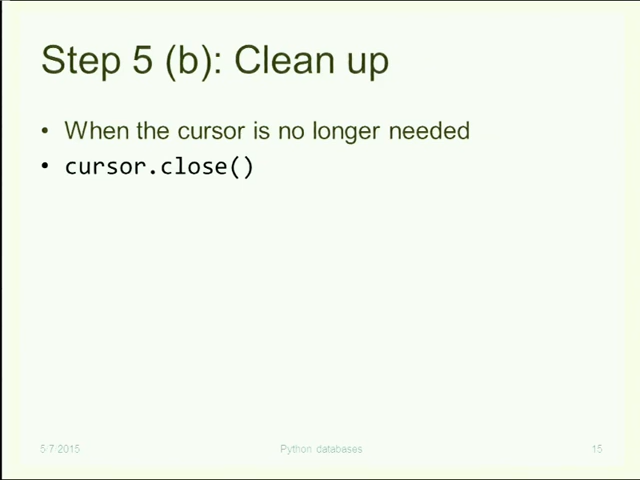 Step 5 (b): Clean up
• When the cursor is no longer needed
• cursor.close()
5/7/2015 Python databases 15